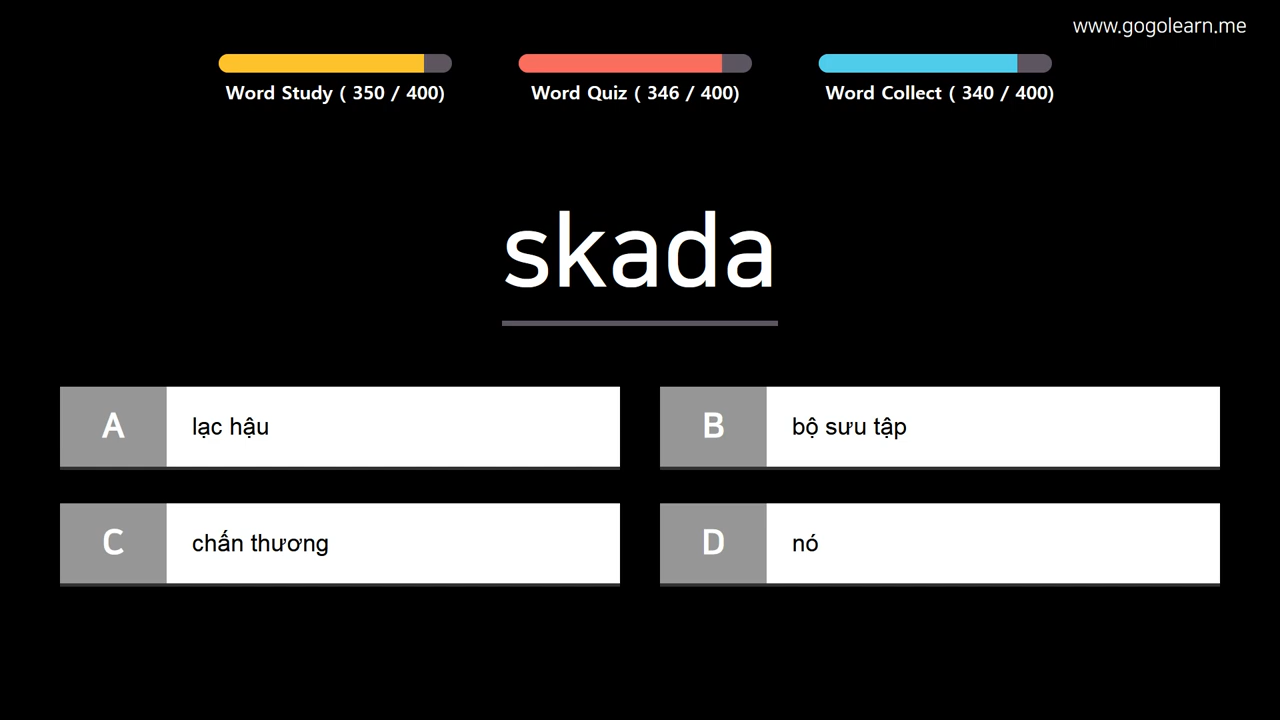 www.gogolearn.me
Word Study ( 350 / 400)
Word Quiz ( 346 / 400)
Word Collect ( 340 / 400)
skada
A
lạc hậu
B
bộ sưu tập
C
chấn thương
D
nó